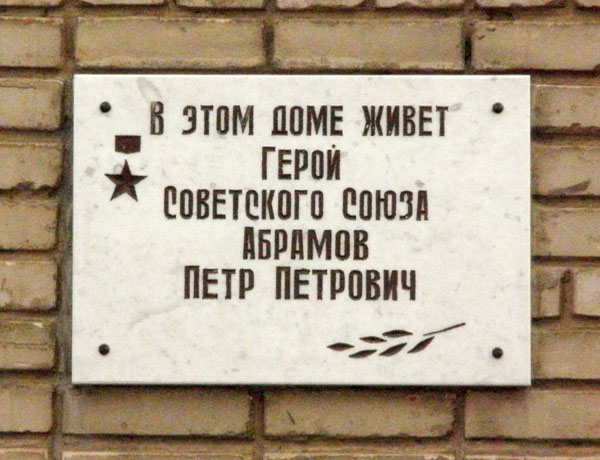 В ЭТОМ ДОМЕ ЖИВЕТ
ГЕРОЙ
СОВЕТСКОГО СОЮЗА
АБРАМОВ
ПЕТР ПЕТРОВИЧ